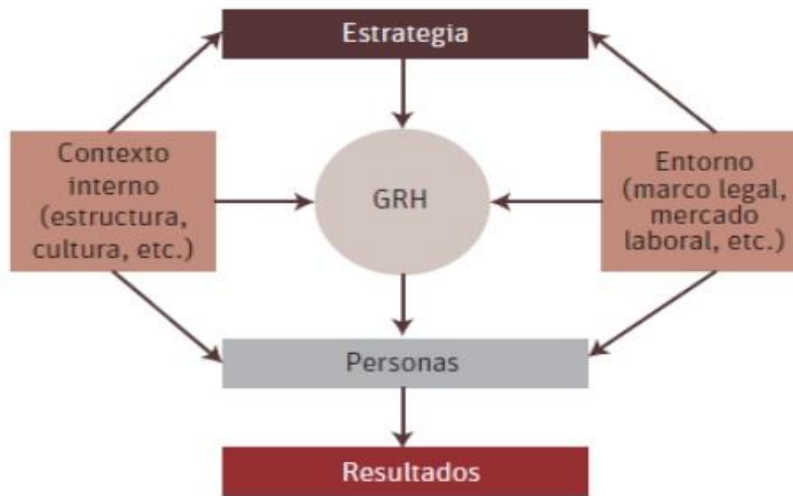 Estrategia
Contexto
interno
(estructura,
cultura, etc.)
GRH
Entorno
(marco legal,
mercado
laboral, etc.)
Personas
Resultados